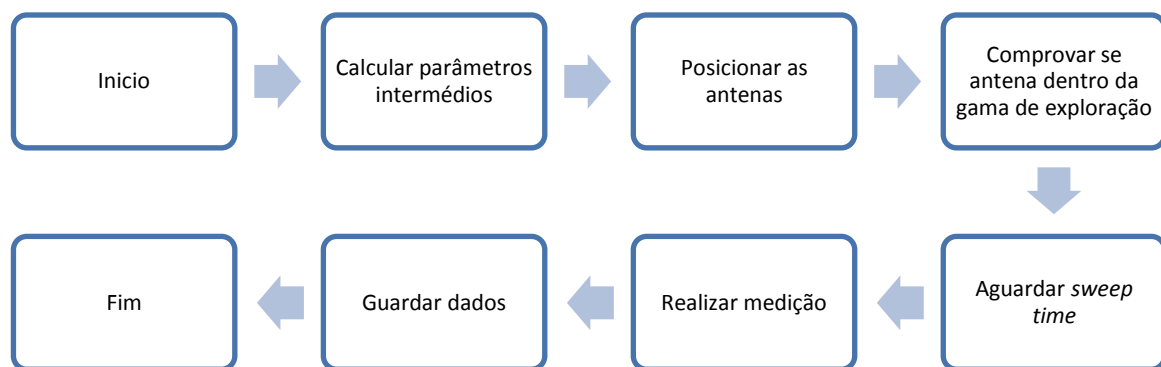 Inicio
Calcular parâmetros
intermédios
Posicionar as
antenas
Comprovar se
antena dentro da
gama de exploração
Aguardar sweep
time
Realizar medição
Guardar dados
Fim